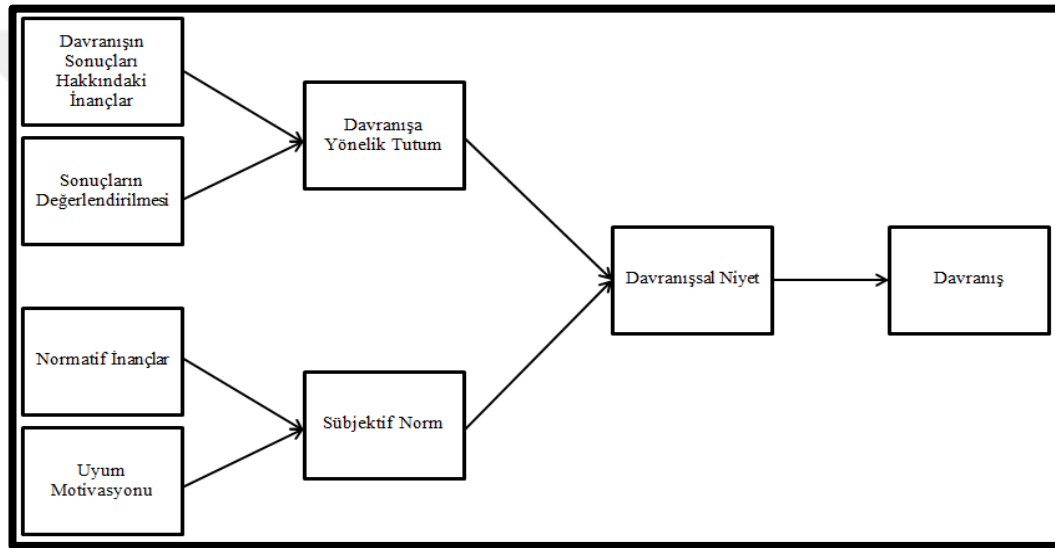 Davranışın
Sonuçları
Hakkındaki
İnançlar
Sonuçların
Değerlendirilmesi
Davranışa
Yönelik Tutum
Normatif İnançlar
Uyum
Motivasyonu
Sübjektif Norm
Davranışsal Niyet
Davranış